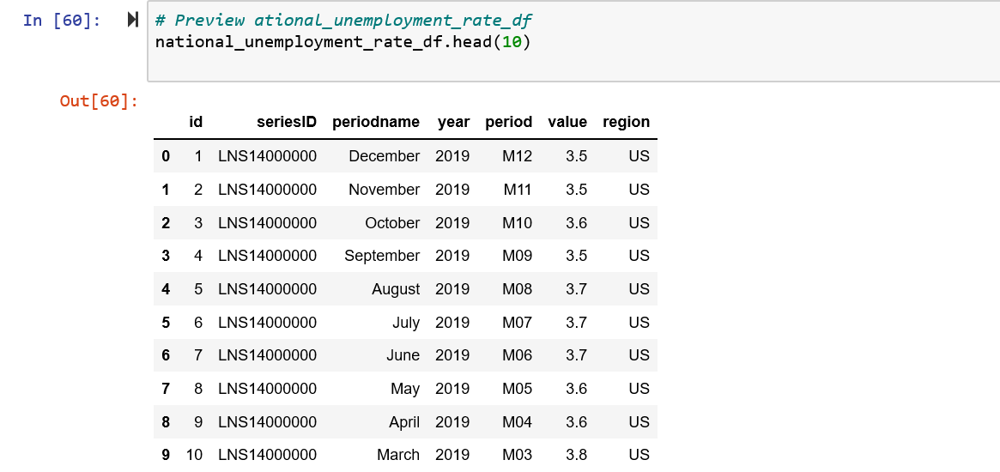 In [60]: # Preview ational_unemployment_rate_df
national_unemployment_rate_df.head(10)
Out[60]:
id seriesID periodname year period value region
0 1 LNS14000000 December 2019 M12 3.5 US
1 2 LNS14000000 November 2019 M11 3.5 US
2 3 LNS14000000 October 2019 M10 3.6 US
3 4 LNS14000000 September 2019 M09 3.5 US
4 5 LNS14000000 August 2019 M08 3.7 US
5 6 LNS14000000 July 2019 M07 3.7 US
6 7 LNS14000000 June 2019 M06 3.7 US
7 8 LNS14000000 May 2019 M05 3.6 US
8 9 LNS14000000 April 2019 M04 3.6 US
9 10 LNS14000000 March 2019 M03 3.8 US